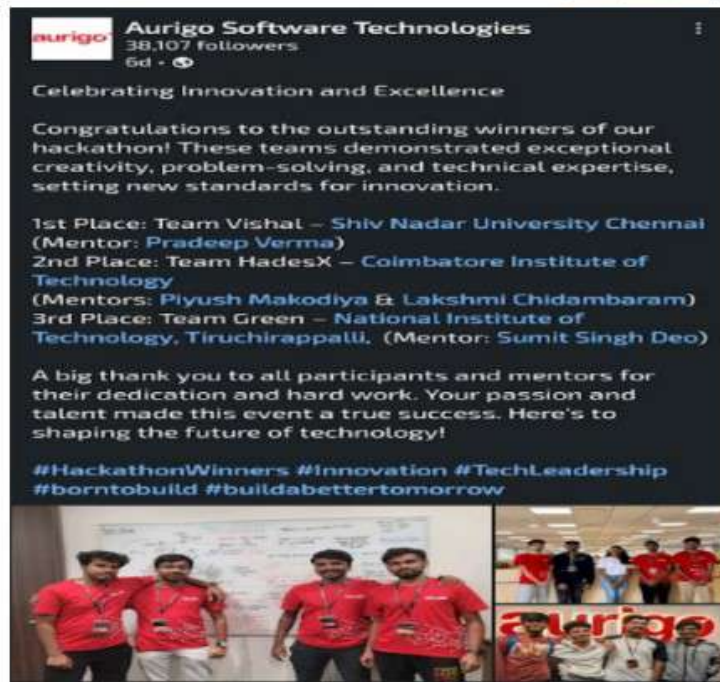 aurigo
Aurigo Software Technologies
38,107 followers
6d •
Celebrating Innovation and Excellence
Congratulations to the outstanding winners of our
hackathon! These teams demonstrated exceptional
creativity, problem-solving, and technical expertise,
setting new standards for innovation.
1st Place: Team Vishal – Shiv Nadar University Chennai
(Mentor: Pradeep Verma)
2nd Place: Team HadesX – Coimbatore Institute of
Technology
(Mentors: Piyush Makodiya & Lakshmi Chidambaram)
3rd Place: Team Green – National Institute of
Technology, Tiruchirappalli, (Mentor: Sumit Singh Deo)
A big thank you to all participants and mentors for
their dedication and hard work. Your passion and
talent made this event a true success. Here's to
shaping the future of technology!
#HackathonWinners #Innovation #TechLeadership
#borntobuild #buildabettertomorrow
aurigo